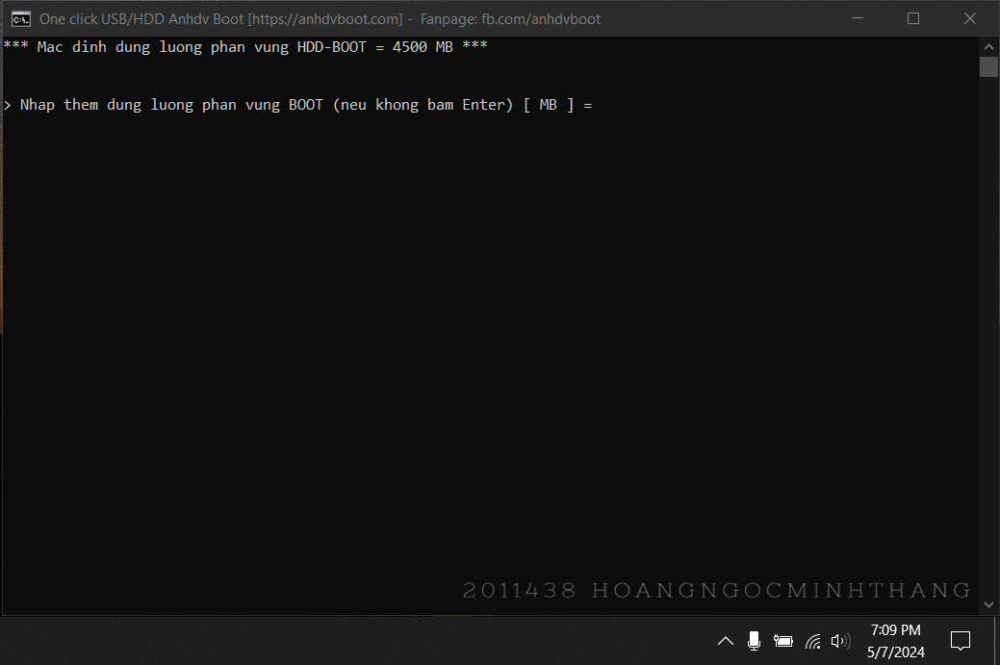 One click USB/HDD Anhdv Boot [https://anhdvboot.com] - Fanpage: fb.com/anhdvboot
*** Mac dinh dung luong phan vung HDD-BOOT = 4500 MB ***
> Nhap them dung luong phan vung BOOT (neu khong bam Enter) [ MB ] =
2011438 HOANGNGOCMINHTHANG
7:09 PM
5/7/2024